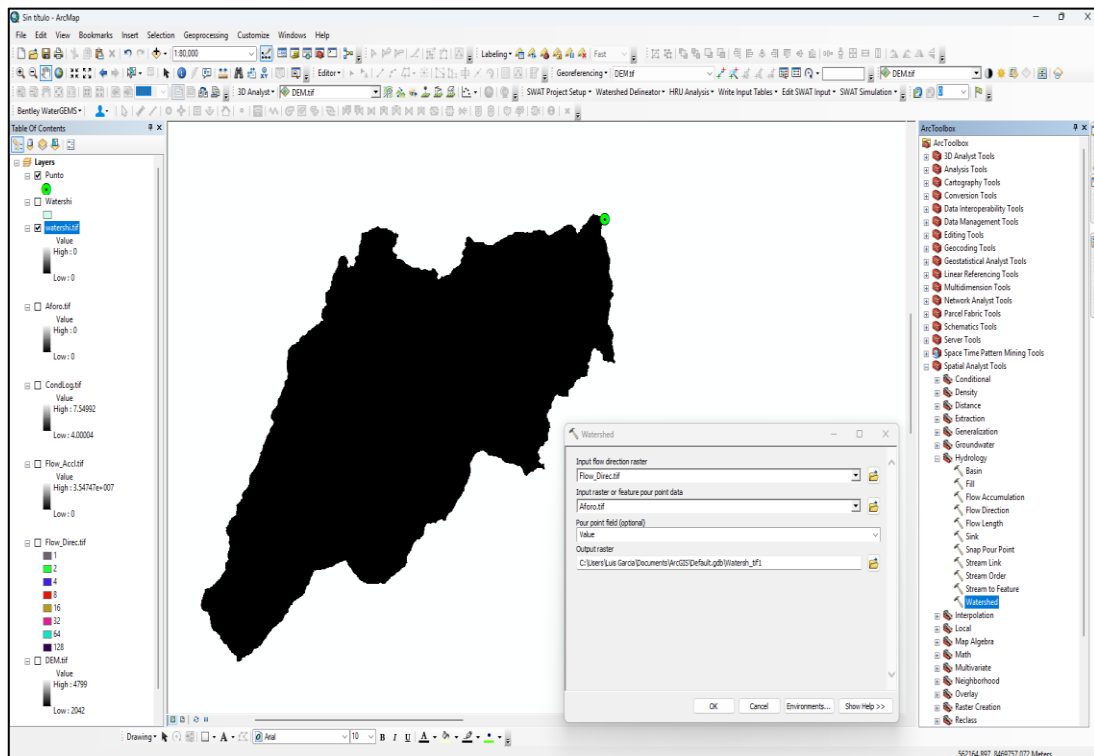 Sin título - ArcMap
File Edit View Bookmarks Insert Selection Geoprocessing Customize Windows Help
1:80,000
Labeling
Fast
Editor
Georreferencing
DEM.tif
DEM.tif
3D Analyst
DEM.tif
SWAT Project Setup
Watershed Delineator
HRU Analysis
Write Input Tables
Edit SWAT Input
SWAT Simulation
Bentley WaterGEMS
Table Of Contents
Layers
Punto
Watershi
watershi.tif
Value
High : 0
Low : 0
Aforo.tif
Value
High : 0
Low : 0
CondLog.tif
Value
High : 7.54992
Low : 4.00004
Flow_Accl.tif
Value
High : 3.54747e+007
Low : 0
Flow_Direc.tif
1
2
4
8
16
32
64
128
DEM.tif
Value
High : 4799
Low : 2042
Watershed
Input flow direction raster
Flow_Direc.tif
Input raster or feature pour point data
Aforo.tif
Pour point field (optional)
Value
Output raster
C:\Users\Luis Garcia\Documents\ArcGIS\Default.gdb\Watersh_tif1
OK
Cancel
Environments...
Show Help >>
ArcToolbox
ArcToolbox
3D Analyst Tools
Analysis Tools
Cartography Tools
Conversion Tools
Data Interoperability Tools
Data Management Tools
Editing Tools
Geocoding Tools
Geostatistical Analyst Tools
Linear Referencing Tools
Multidimension Tools
Network Analyst Tools
Parcel Fabric Tools
Schematics Tools
Server Tools
Space Time Pattern Mining Tools
Spatial Analyst Tools
Conditional
Density
Distance
Extraction
Generalization
Groundwater
Hydrology
Basin
Fill
Flow Accumulation
Flow Direction
Flow Length
Sink
Snap Pour Point
Stream Link
Stream Order
Stream to Feature
Watershed
Interpolation
Local
Map Algebra
Math
Multivariate
Neighborhood
Overlay
Raster Creation
Reclass
Drawing
A
Arial
10
B I U A